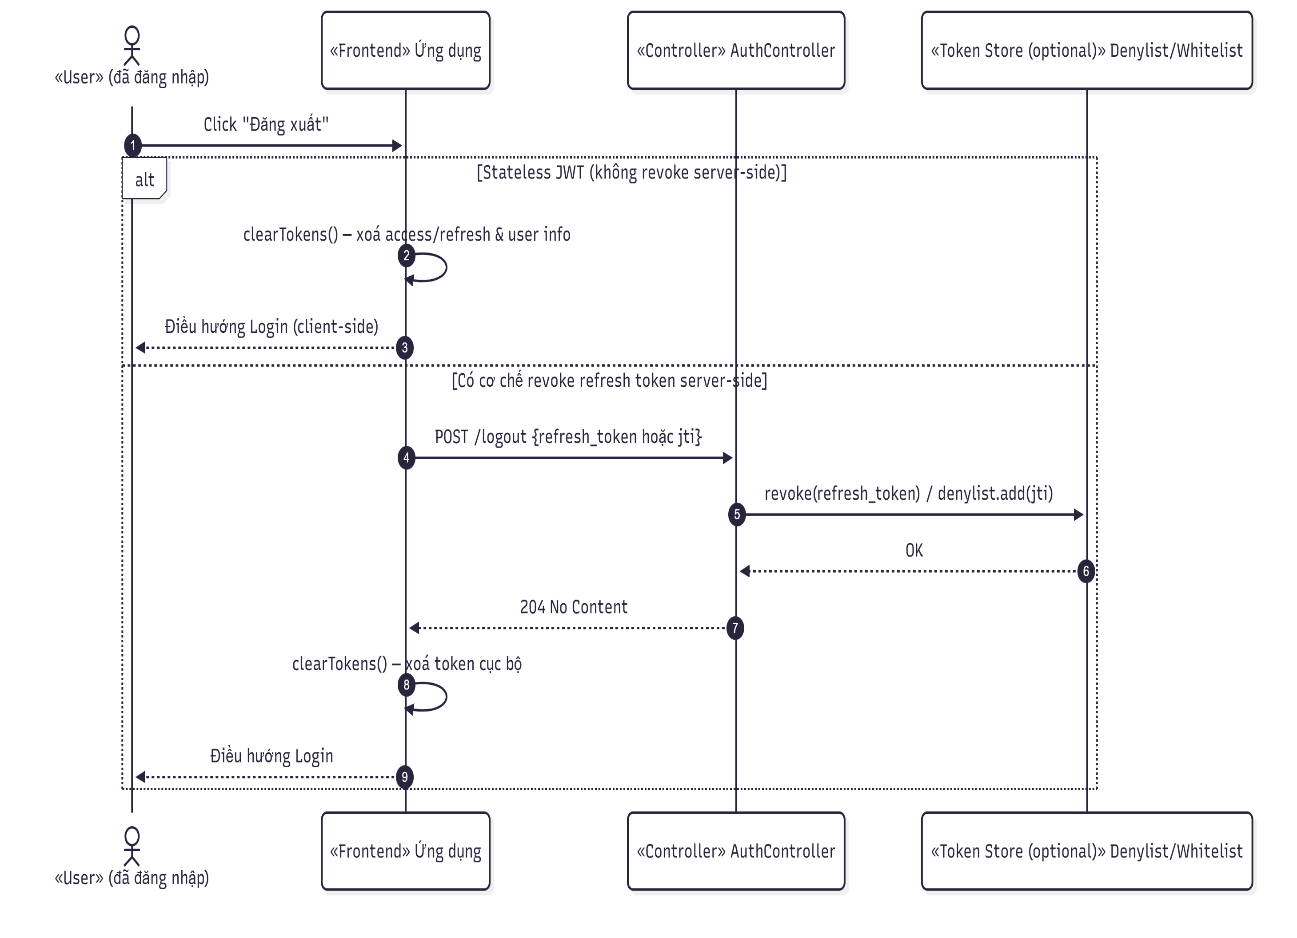 «User» (đã đăng nhập)
«Frontend» Ứng dụng
«Controller» AuthController
«Token Store (optional)» Denylist/Whitelist
Click "Đăng xuất"
1
alt
[Stateless JWT (không revoke server-side)]
clearTokens() – xoá access/refresh & user info
2
Điều hướng Login (client-side)
3
[Có cơ chế revoke refresh token server-side]
POST /logout {refresh_token hoặc jti}
4
revoke(refresh_token) / denylist.add(jti)
5
OK
6
204 No Content
7
clearTokens() – xoá token cục bộ
8
Điều hướng Login
9
«User» (đã đăng nhập)
«Frontend» Ứng dụng
«Controller» AuthController
«Token Store (optional)» Denylist/Whitelist